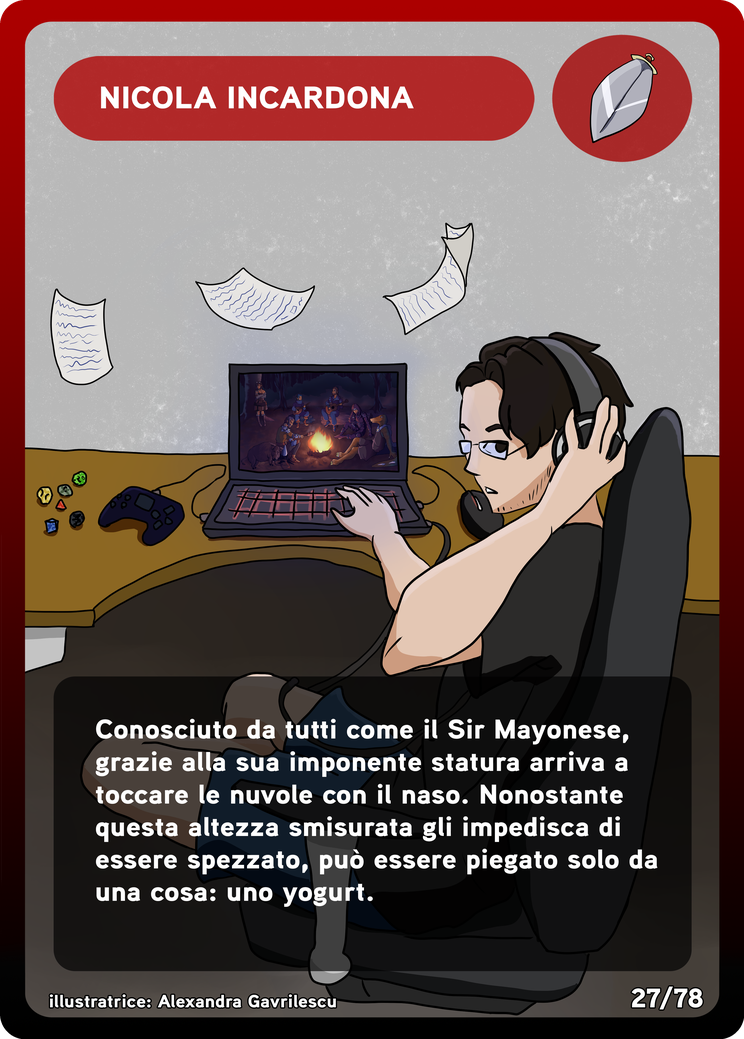 NICOLA INCARDONA
Conosciuto da tutti come il Sir Mayonese,
grazie alla sua imponente statura arriva a
toccare le nuvole con il naso. Nonostante
questa altezza smisurata gli impedisca di
essere spezzato, può essere piegato solo da
una cosa: uno yogurt.
illustratrice: Alexandra Gavrilescu
27/78